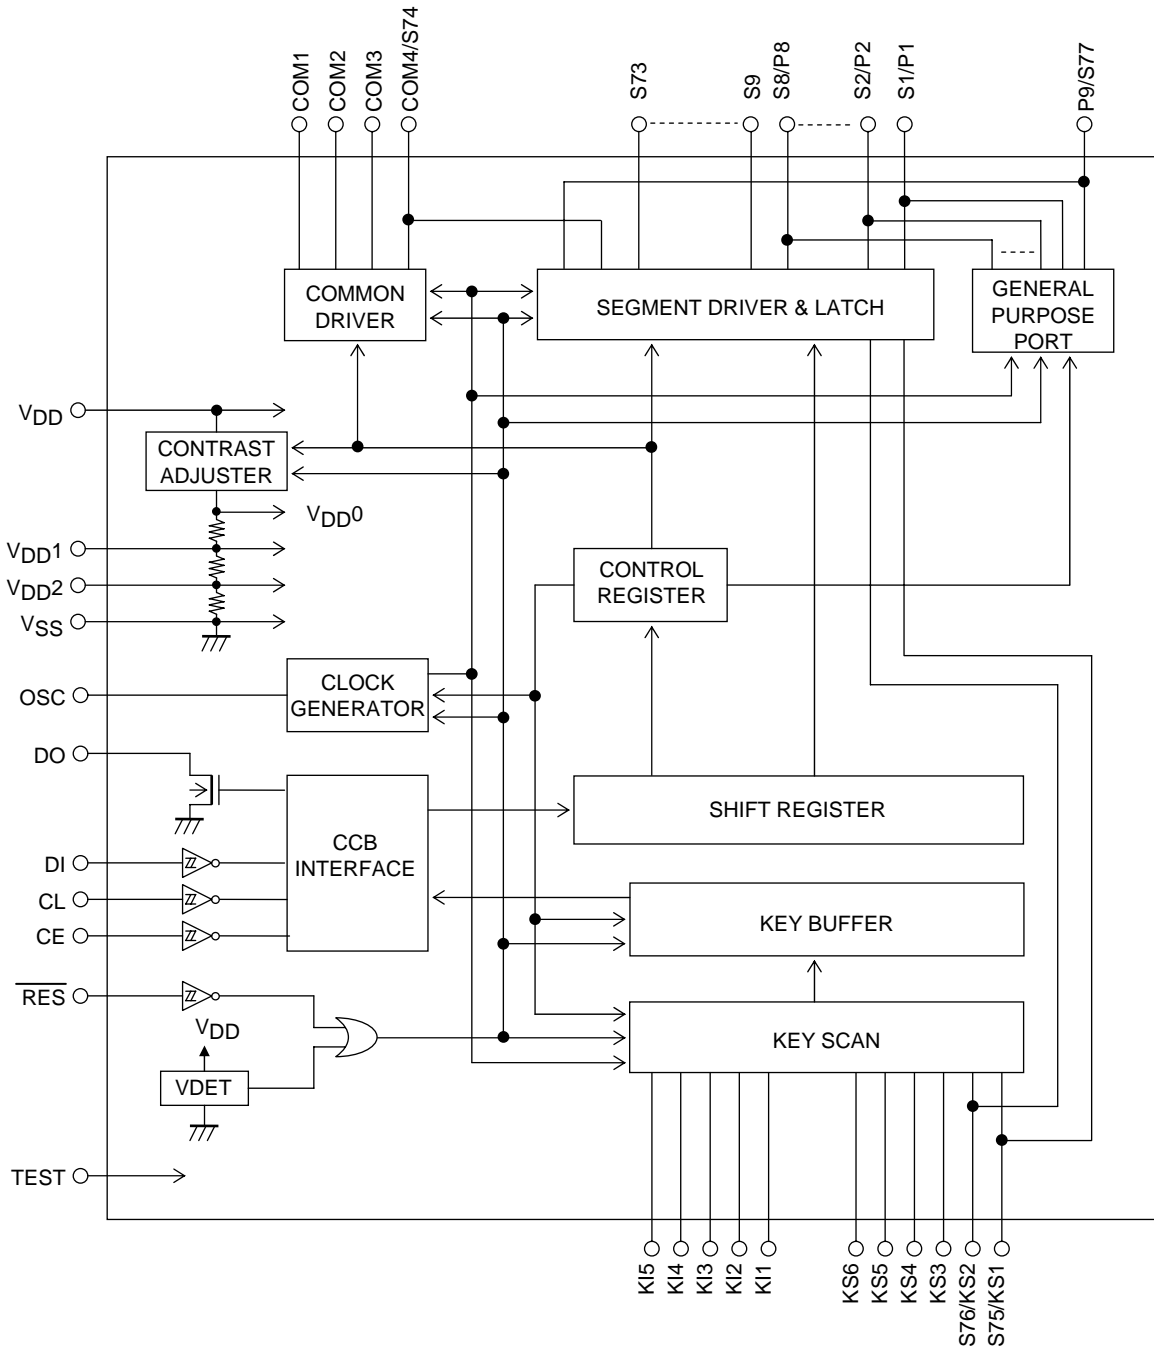 COM1
COM2
COM3
COM4/S74
S73
S9
S8/P8
S2/P2
S1/P1
P9/S77
COMMON
DRIVER
SEGMENT DRIVER & LATCH
GENERAL
PURPOSE
PORT
VDD
CONTRAST
ADJUSTER
VDD0
VDD1
VDD2
VSS
CONTROL
REGISTER
OSC
CLOCK
GENERATOR
DO
CCB
INTERFACE
SHIFT REGISTER
DI
CL
CE
KEY BUFFER
RES
VDD
KEY SCAN
VDET
TEST
KI5
KI4
KI3
KI2
KI1
KS6
KS5
KS4
KS3
S76/KS2
S75/KS1